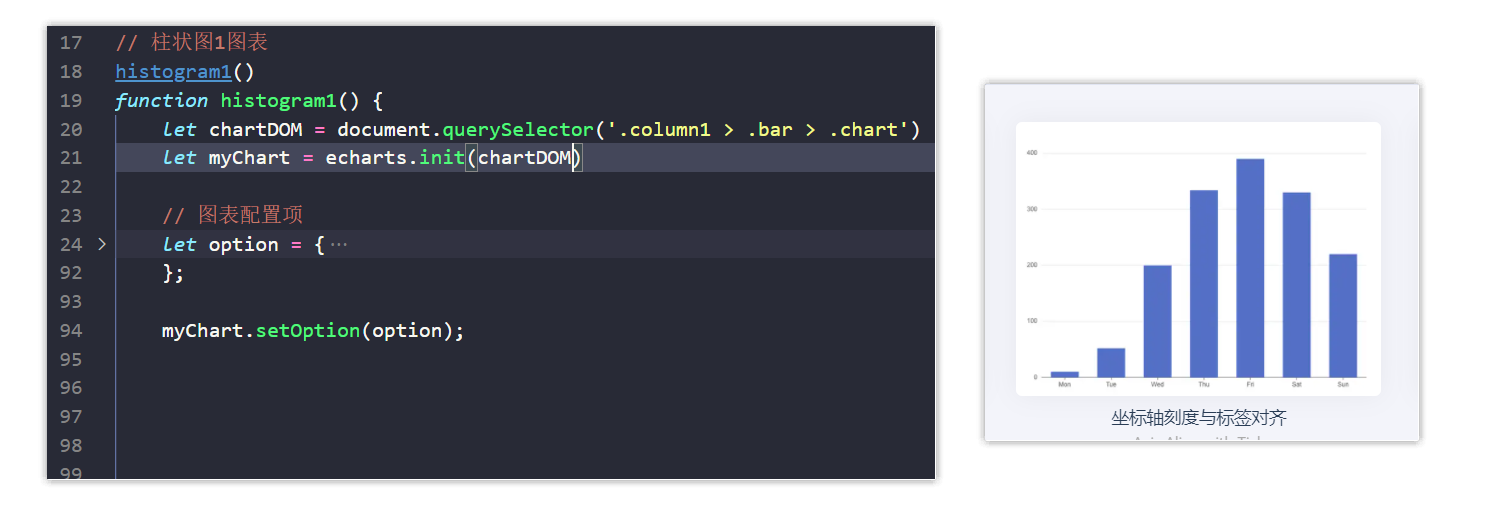 17 // 柱状图1图表
18 histogram1()
19 function histogram1() {
20 let chartDOM = document.querySelector('.column1 > .bar > .chart')
21 let myChart = echarts.init(chartDOM)
22
23 // 图表配置项
24 let option = {···
92 };
93
94 myChart.setOption(option);
95
96
97
98
99
400
300
200
100
0
Mon Tue Wed Thu Fri Sat Sun
坐标轴刻度与标签对齐